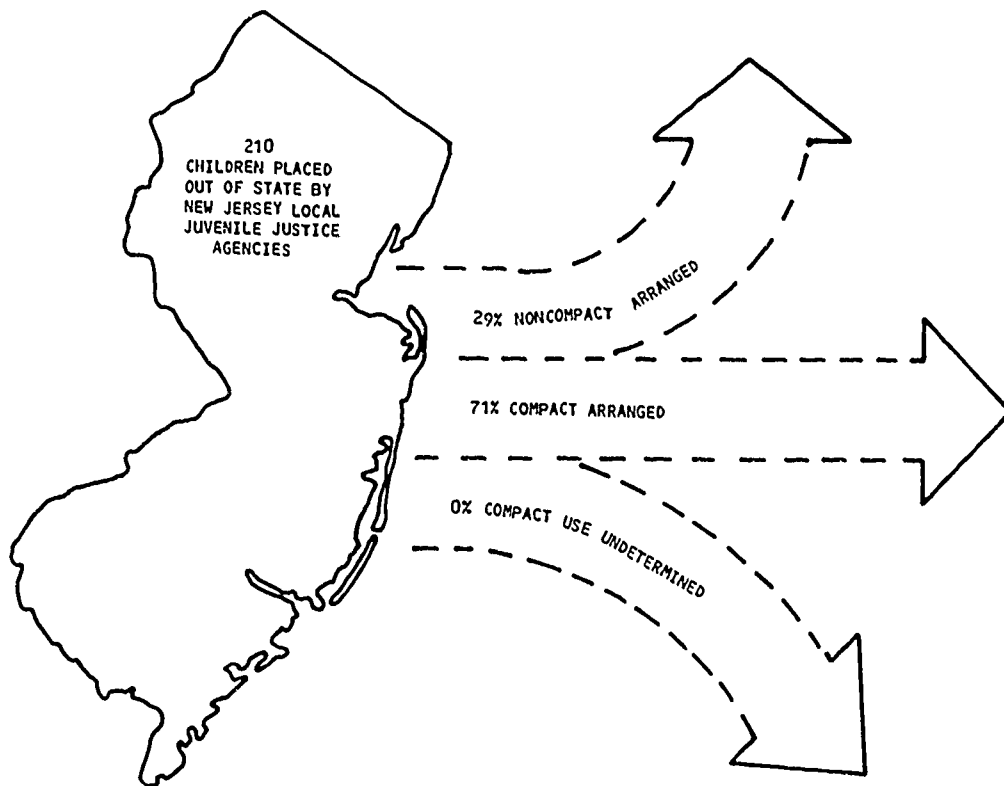 210
CHILDREN PLACED
OUT OF STATE BY
NEW JERSEY LOCAL
JUVENILE JUSTICE
AGENCIES
29% NONCOMPACT ARRANGED
71% COMPACT ARRANGED
0% COMPACT USE UNDETERMINED